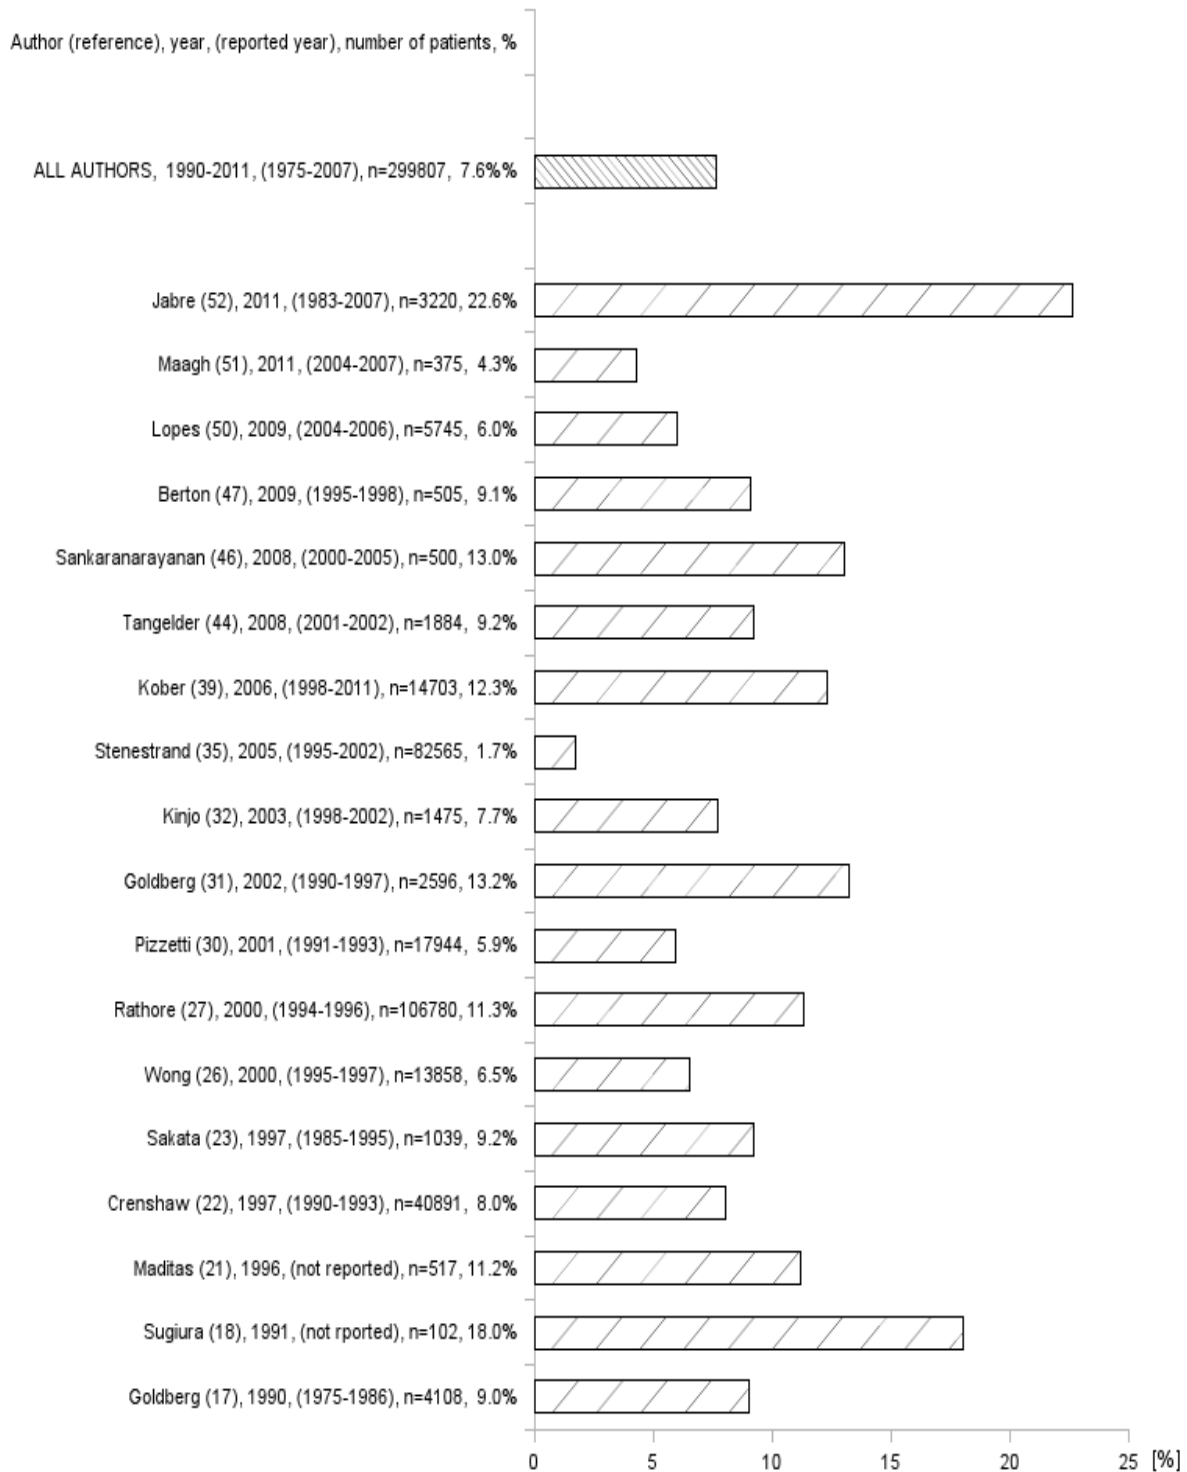 Author (reference), year, (reported year), number of patients, %
ALL AUTHORS, 1990-2011, (1975-2007), n=299807, 7.6%%
Jabre (52), 2011, (1983-2007), n=3220, 22.6%
Maagh (51), 2011, (2004-2007), n=375, 4.3%
Lopes (50), 2009, (2004-2006), n=5745, 6.0%
Berton (47), 2009, (1995-1998), n=505, 9.1%
Sankaranarayanan (46), 2008, (2000-2005), n=500, 13.0%
Tangelder (44), 2008, (2001-2002), n=1884, 9.2%
Kober (39), 2006, (1998-2011), n=14703, 12.3%
Stenestrand (35), 2005, (1995-2002), n=82565, 1.7%
Kinjo (32), 2003, (1998-2002), n=1475, 7.7%
Goldberg (31), 2002, (1990-1997), n=2596, 13.2%
Pizzetti (30), 2001, (1991-1993), n=17944, 5.9%
Rathore (27), 2000, (1994-1996), n=106780, 11.3%
Wong (26), 2000, (1995-1997), n=13858, 6.5%
Sakata (23), 1997, (1985-1995), n=1039, 9.2%
Crenshaw (22), 1997, (1990-1993), n=40891, 8.0%
Maditas (21), 1996, (not reported), n=517, 11.2%
Sugiura (18), 1991, (not rported), n=102, 18.0%
Goldberg (17), 1990, (1975-1986), n=4108, 9.0%
0 5 10 15 20 25 [%]